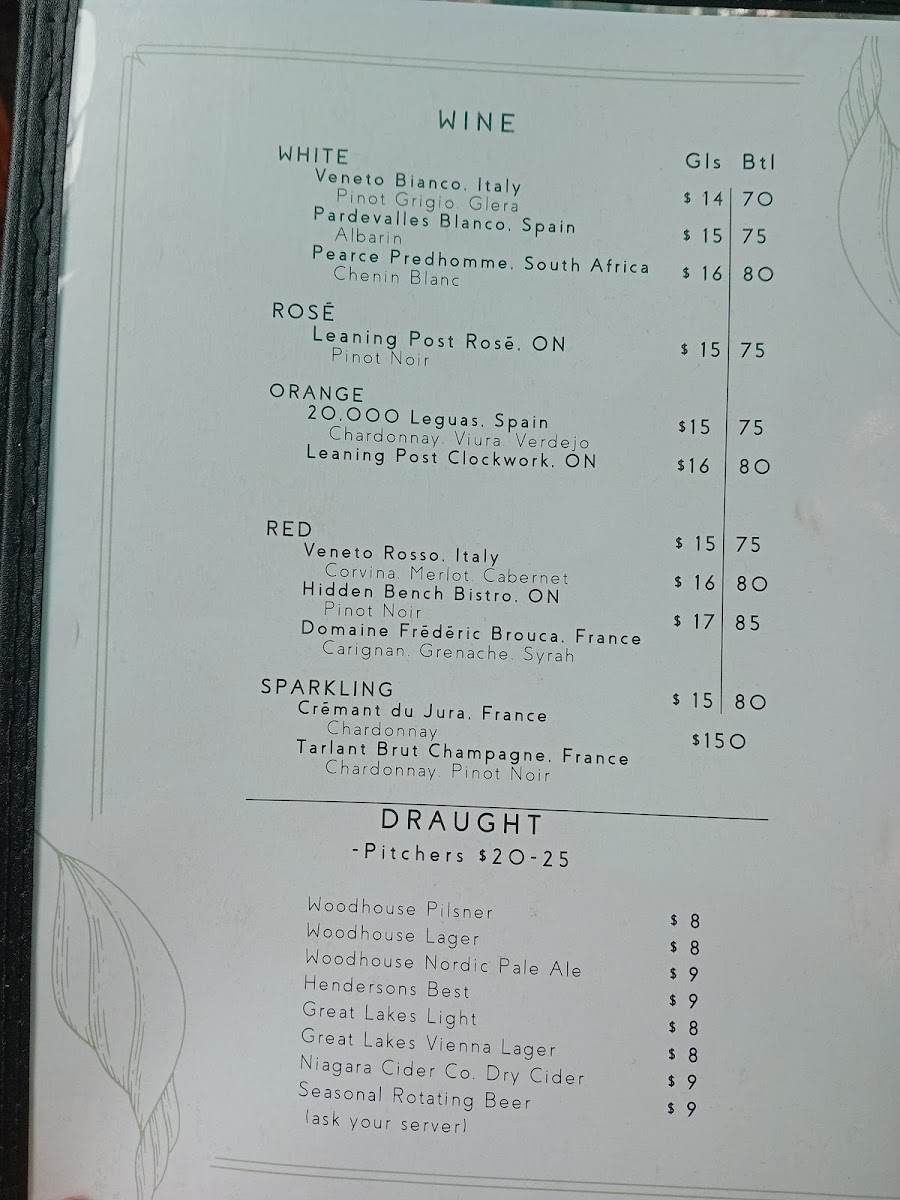 WINE
WHITE Gls Btl
Veneto Bianco, Italy $ 14 70
Pinot Grigio, Glera
Pardevalles Blanco, Spain $ 15 75
Albarin
Pearce Predhomme, South Africa $ 16 80
Chenin Blanc
ROSÉ
Leaning Post Rosé, ON $ 15 75
Pinot Noir
ORANGE
20,000 Leguas, Spain $15 75
Chardonnay, Viura, Verdejo
Leaning Post Clockwork, ON $16 80
RED
Veneto Rosso, Italy $ 15 75
Corvina, Merlot, Cabernet
Hidden Bench Bistro, ON $ 16 80
Pinot Noir
Domaine Frédéric Brouca, France $ 17 85
Carignan, Grenache, Syrah
SPARKLING
Crémant du Jura, France $ 15 80
Chardonnay
Tarlant Brut Champagne, France $150
Chardonnay, Pinot Noir
DRAUGHT
-Pitchers $20-25
Woodhouse Pilsner $ 8
Woodhouse Lager $ 8
Woodhouse Nordic Pale Ale $ 9
Hendersons Best $ 9
Great Lakes Light $ 8
Great Lakes Vienna Lager $ 8
Niagara Cider Co. Dry Cider $ 9
Seasonal Rotating Beer $ 9
(ask your server)